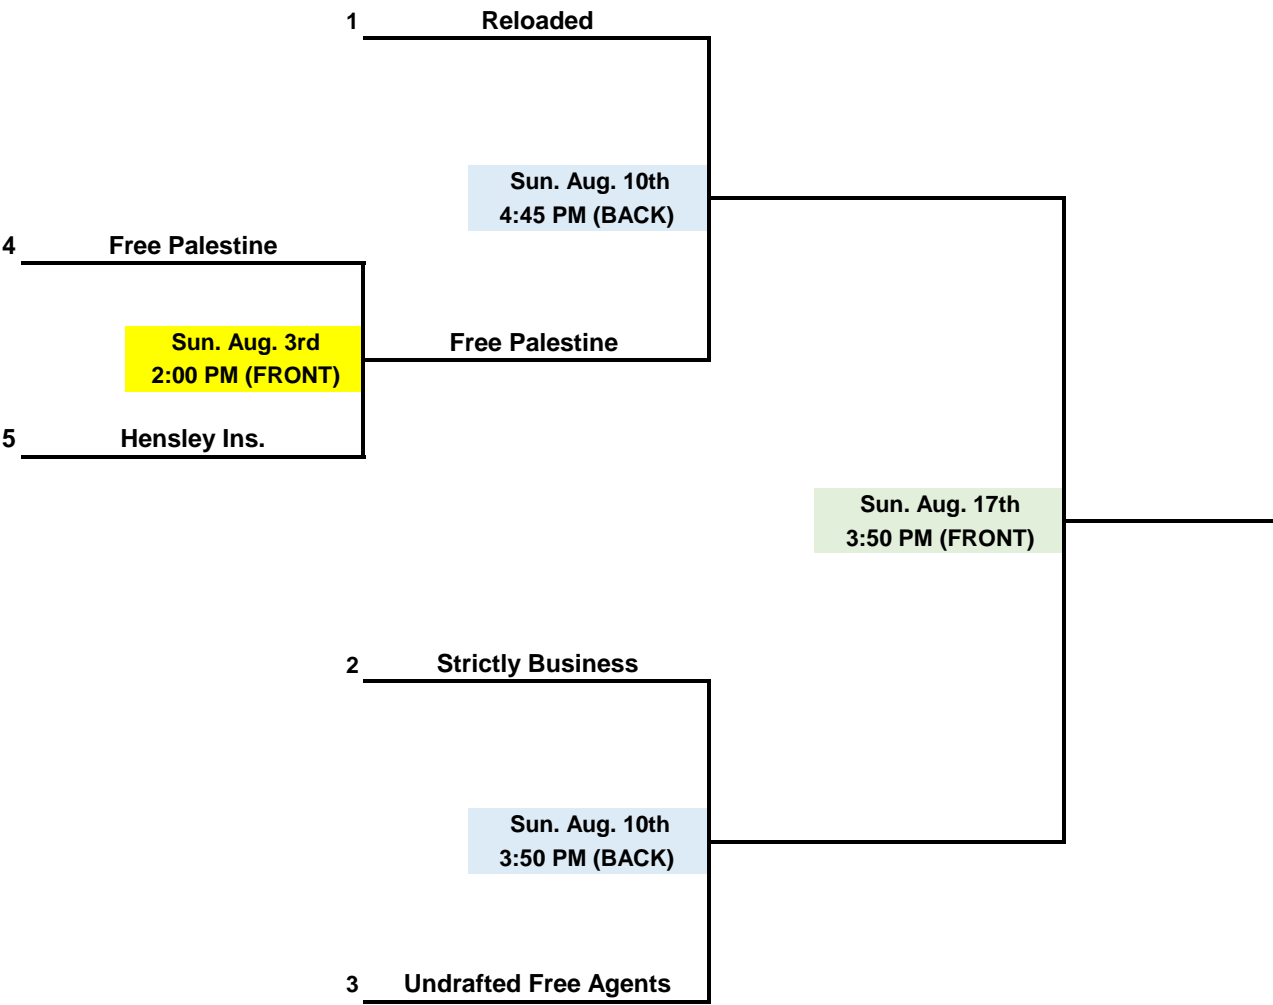 1 Reloaded
Sun. Aug. 10th
4:45 PM (BACK)
4 Free Palestine
Sun. Aug. 3rd
2:00 PM (FRONT)
Free Palestine
5 Hensley Ins.
Sun. Aug. 17th
3:50 PM (FRONT)
2 Strictly Business
Sun. Aug. 10th
3:50 PM (BACK)
3 Undrafted Free Agents